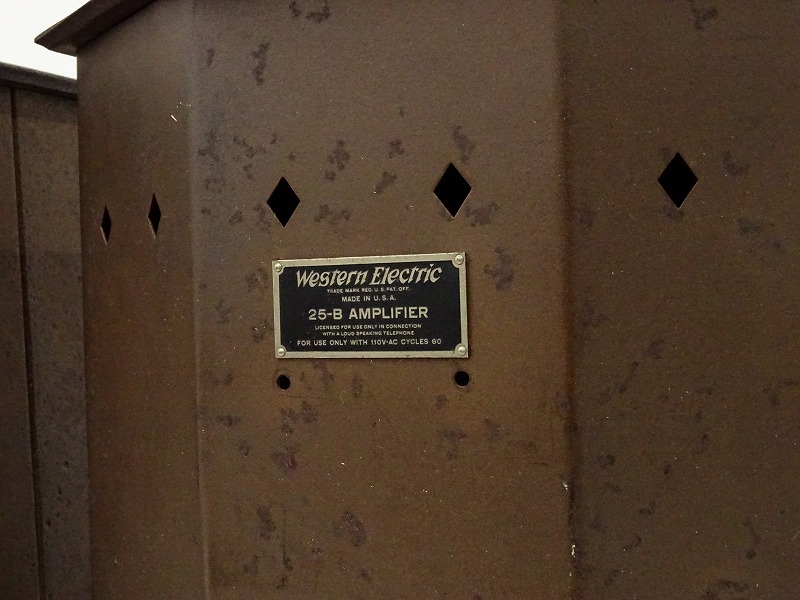 Western Electric
TRADE MARK REG. U.S. PAT. OFF.
MADE IN U.S.A.
25-B AMPLIFIER
LICENSED FOR USE ONLY IN CONNECTION
WITH A LOUD SPEAKING TELEPHONE
FOR USE ONLY WITH 110V-AC CYCLES 60